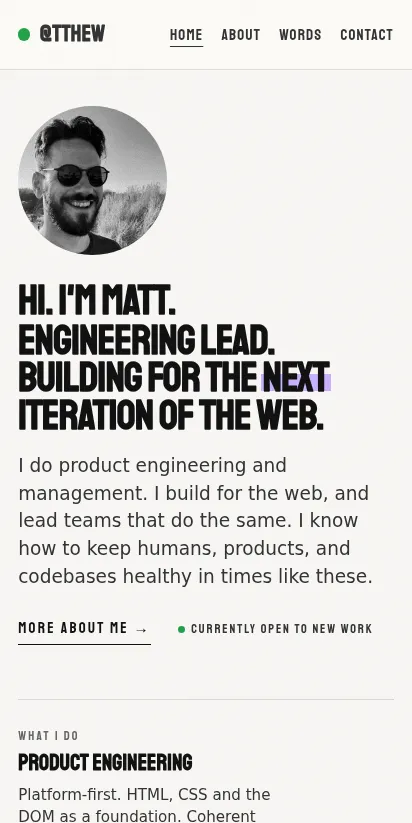 @TTHEW
HOME ABOUT WORDS CONTACT
HI. I'M MATT.
ENGINEERING LEAD.
BUILDING FOR THE NEXT
ITERATION OF THE WEB.
I do product engineering and
management. I build for the web, and
lead teams that do the same. I know
how to keep humans, products, and
codebases healthy in times like these.
MORE ABOUT ME →
CURRENTLY OPEN TO NEW WORK
WHAT I DO
PRODUCT ENGINEERING
Platform-first. HTML, CSS and the
DOM as a foundation. Coherent